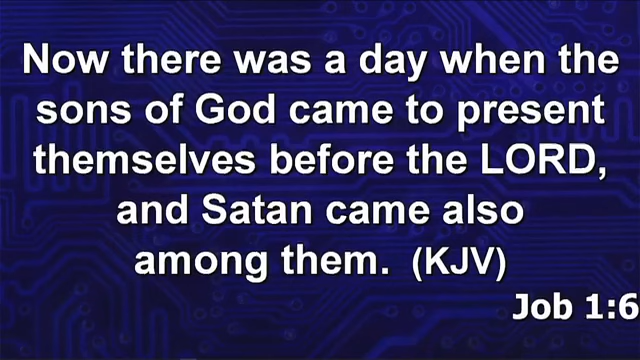 Now there was a day when the
sons of God came to present
themselves before the LORD,
and Satan came also
among them. (KJV)
Job 1:6